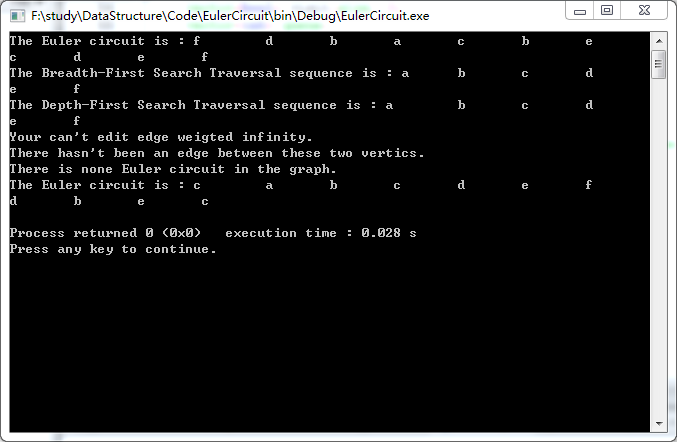 F:\study\DataStructure\Code\EulerCircuit\bin\Debug\EulerCircuit.exe
The Euler circuit is : f d b a c b e
c d e f
The Breadth-First Search Traversal sequence is : a b c d
e f
The Depth-First Search Traversal sequence is : a b c d
e f
Your can't edit edge weigted infinity.
There hasn't been an edge between these two vertics.
There is none Euler circuit in the graph.
The Euler circuit is : c a b c d e f
d b e c
Process returned 0 (0x0) execution time : 0.028 s
Press any key to continue.